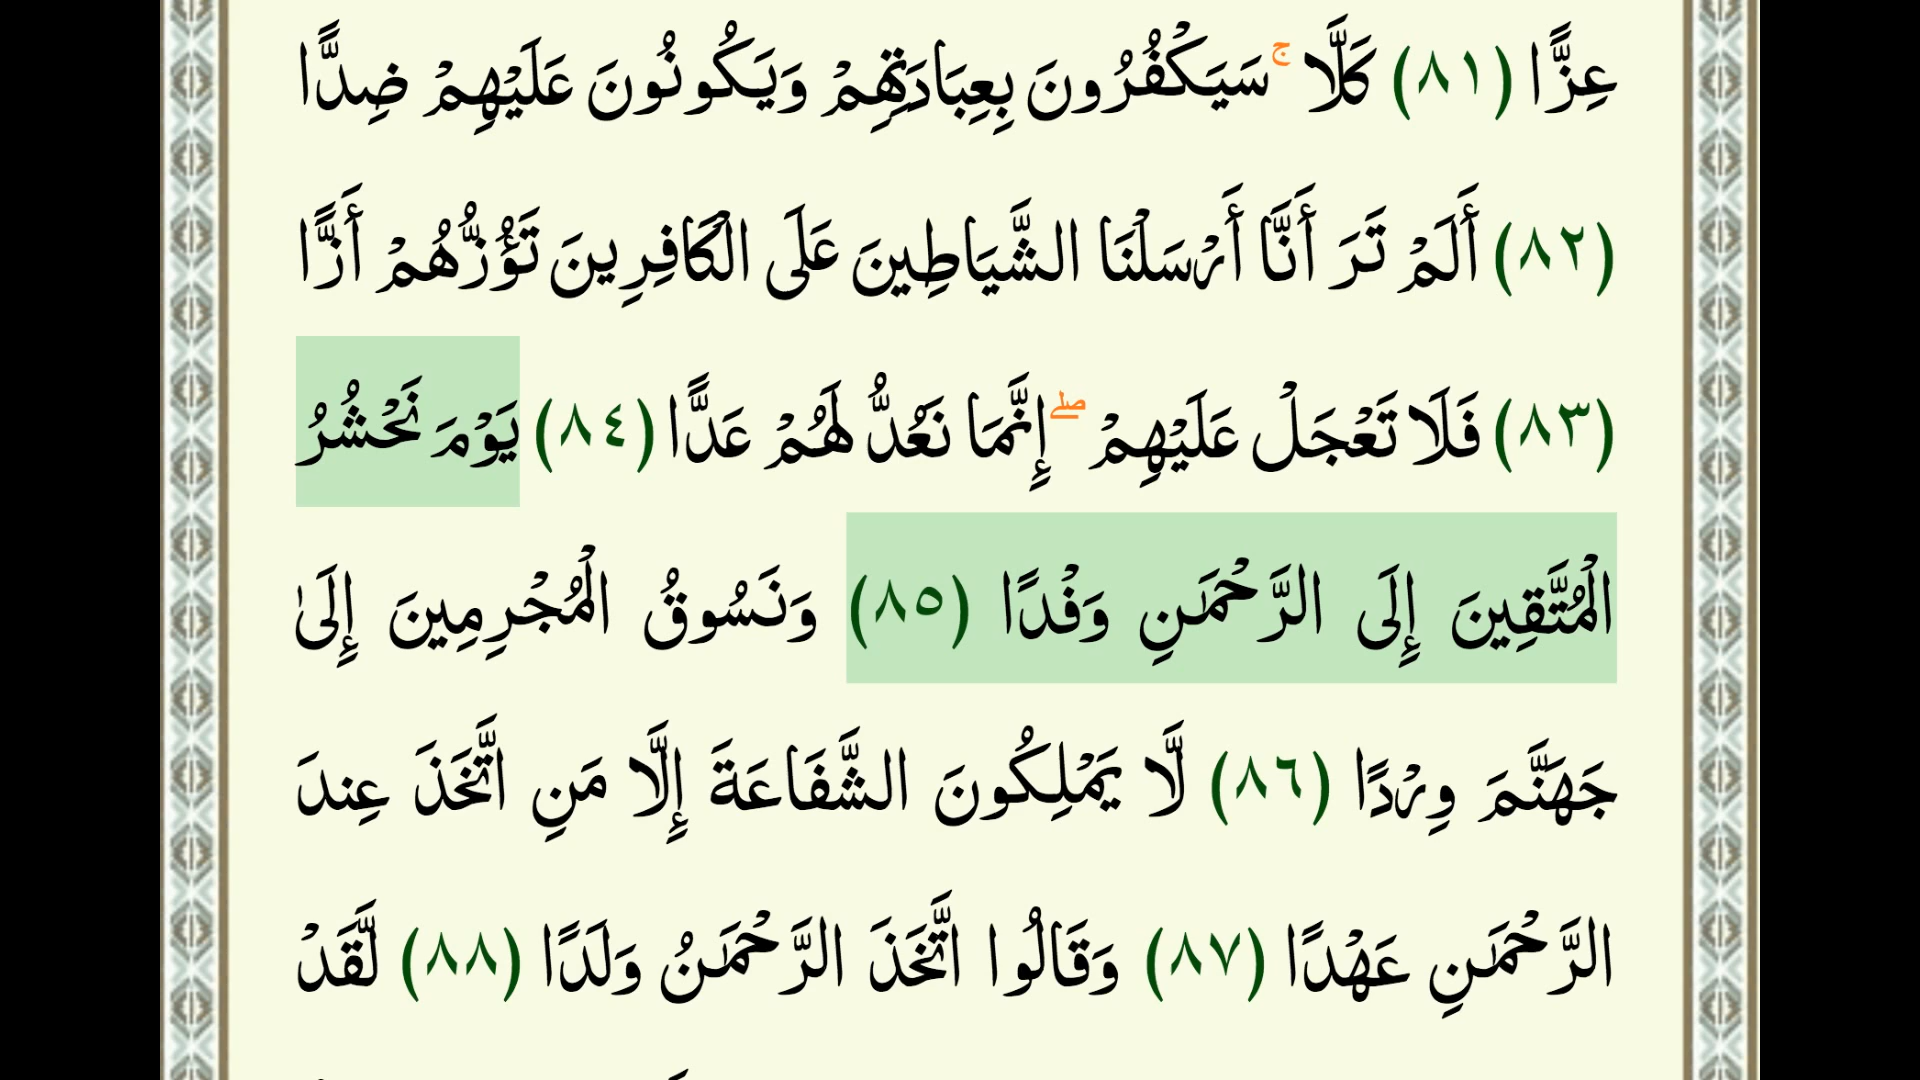 عِزًّا (٨١) كَلَّا ۚ سَيَكْفُرُونَ بِعِبَادَتِهِمْ وَيَكُونُونَ عَلَيْهِمْ ضِدًّا
(٨٢) أَلَمْ تَرَ أَنَّا أَرْسَلْنَا الشَّيَاطِينَ عَلَى الْكَافِرِينَ تَؤُزُّهُمْ أَزًّا
(٨٣) فَلَا تَعْجَلْ عَلَيْهِمْ ۖ إِنَّمَا نَعُدُّ لَهُمْ عَدًّا (٨٤) يَوْمَ نَحْشُرُ
الْمُتَّقِينَ إِلَى الرَّحْمَٰنِ وَفْدًا (٨٥) وَنَسُوقُ الْمُجْرِمِينَ إِلَىٰ
جَهَنَّمَ وِرْدًا (٨٦) لَّا يَمْلِكُونَ الشَّفَاعَةَ إِلَّا مَنِ اتَّخَذَ عِندَ
الرَّحْمَٰنِ عَهْدًا (٨٧) وَقَالُوا اتَّخَذَ الرَّحْمَٰنُ وَلَدًا (٨٨) لَّقَدْ